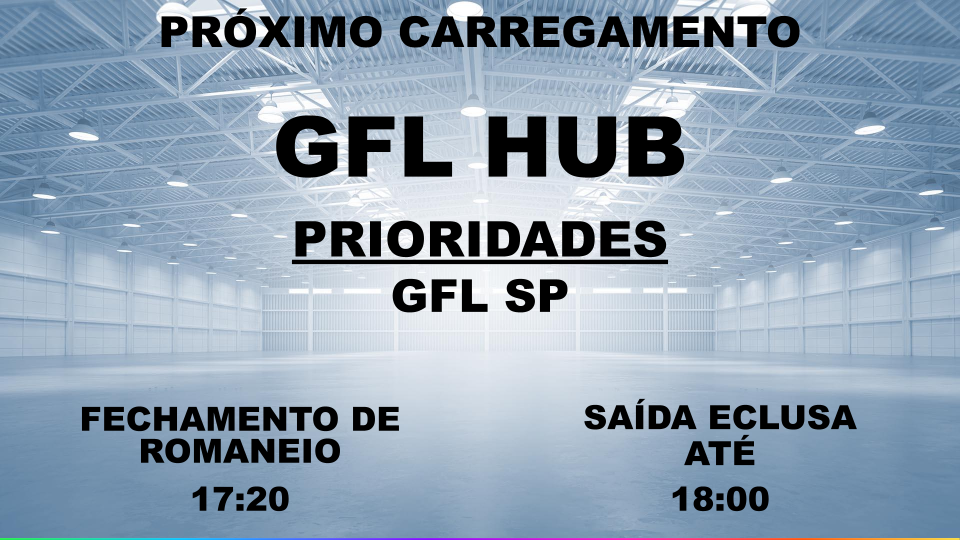 PRÓXIMO CARREGAMENTO
GFL HUB
PRIORIDADES
GFL SP
FECHAMENTO DE
ROMANEIO
17:20
SAÍDA ECLUSA
ATÉ
18:00